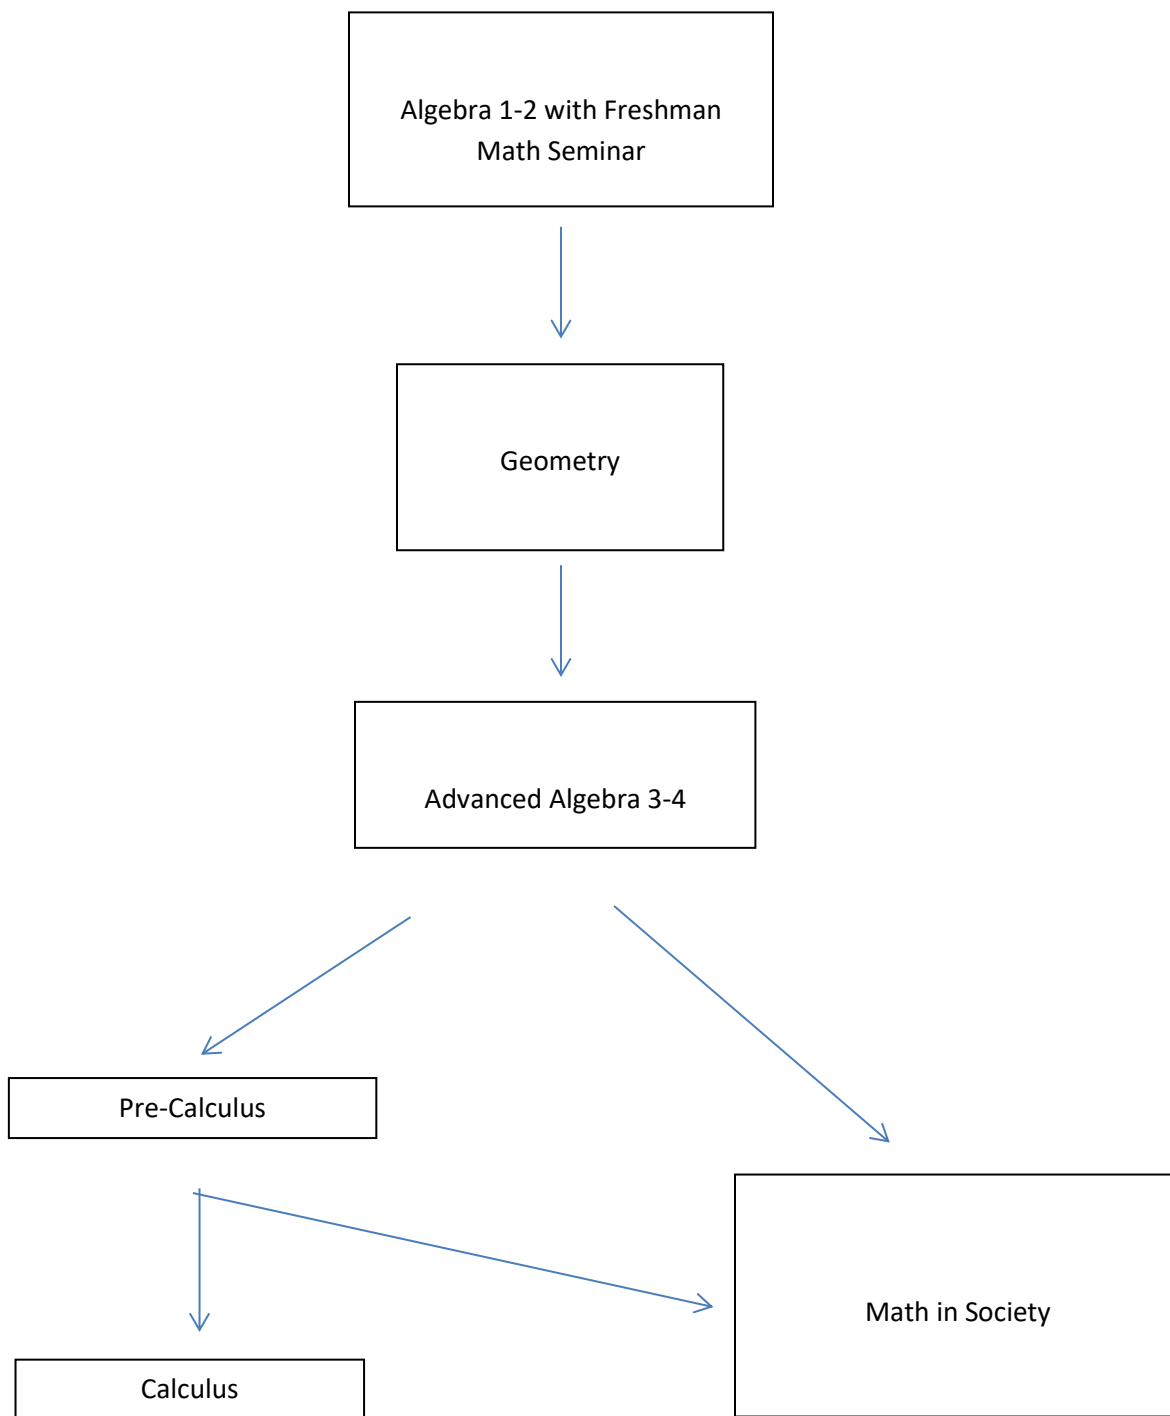 Algebra 1-2 with Freshman
Math Seminar
Geometry
Advanced Algebra 3-4
Pre-Calculus
Math in Society
Calculus